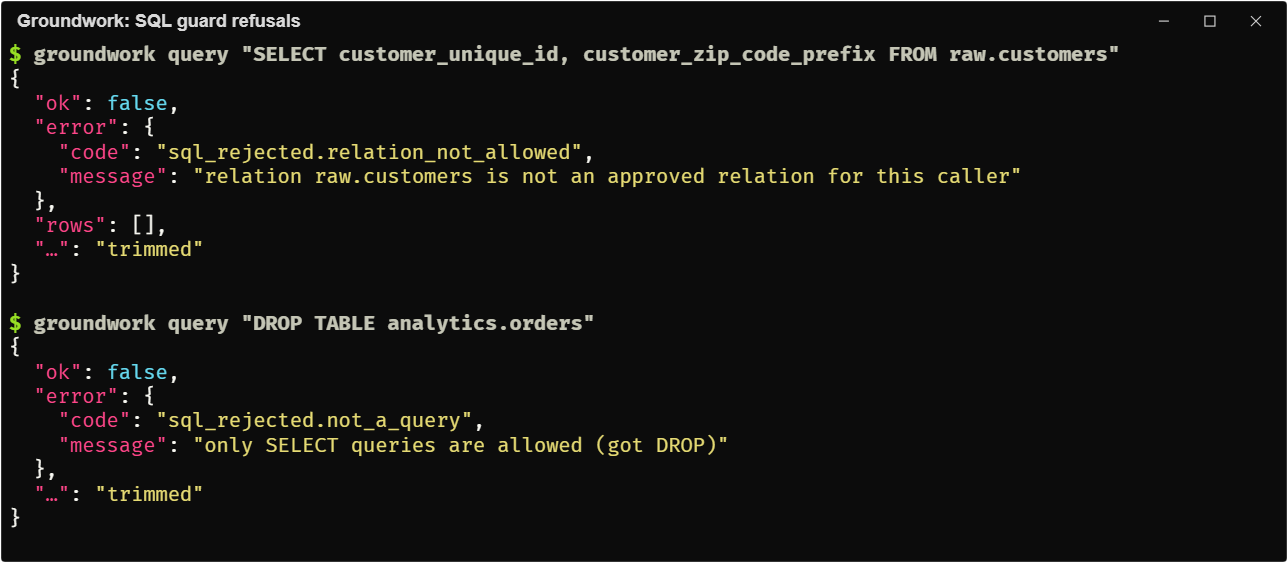 Groundwork: SQL guard refusals
$ groundwork query "SELECT customer_unique_id, customer_zip_code_prefix FROM raw.customers"
{
  "ok": false,
  "error": {
    "code": "sql_rejected.relation_not_allowed",
    "message": "relation raw.customers is not an approved relation for this caller"
  },
  "rows": [],
  "…": "trimmed"
}
$ groundwork query "DROP TABLE analytics.orders"
{
  "ok": false,
  "error": {
    "code": "sql_rejected.not_a_query",
    "message": "only SELECT queries are allowed (got DROP)"
  },
  "…": "trimmed"
}